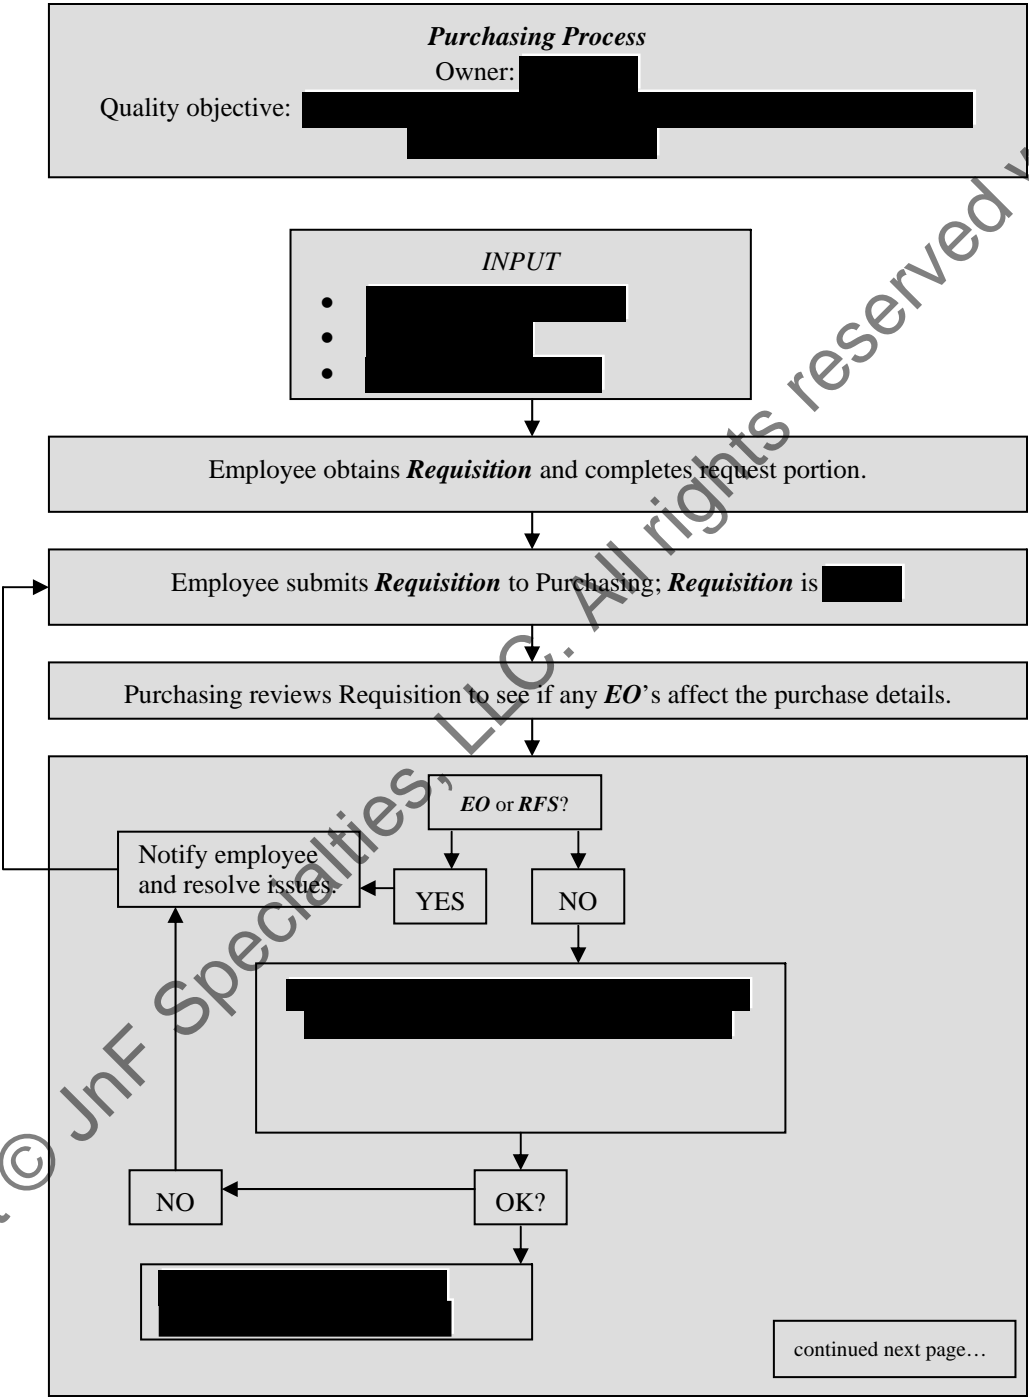 Purchasing Process
Owner:
Quality objective:
INPUT
Employee obtains Requisition and completes request portion.
Employee submits Requisition to Purchasing; Requisition is
Purchasing reviews Requisition to see if any EO’s affect the purchase details.
EO or RFS?
Notify employee
and resolve issues.
YES
NO
NO
OK?
continued next page…
© JnF Specialties, LLC. All rights reserved